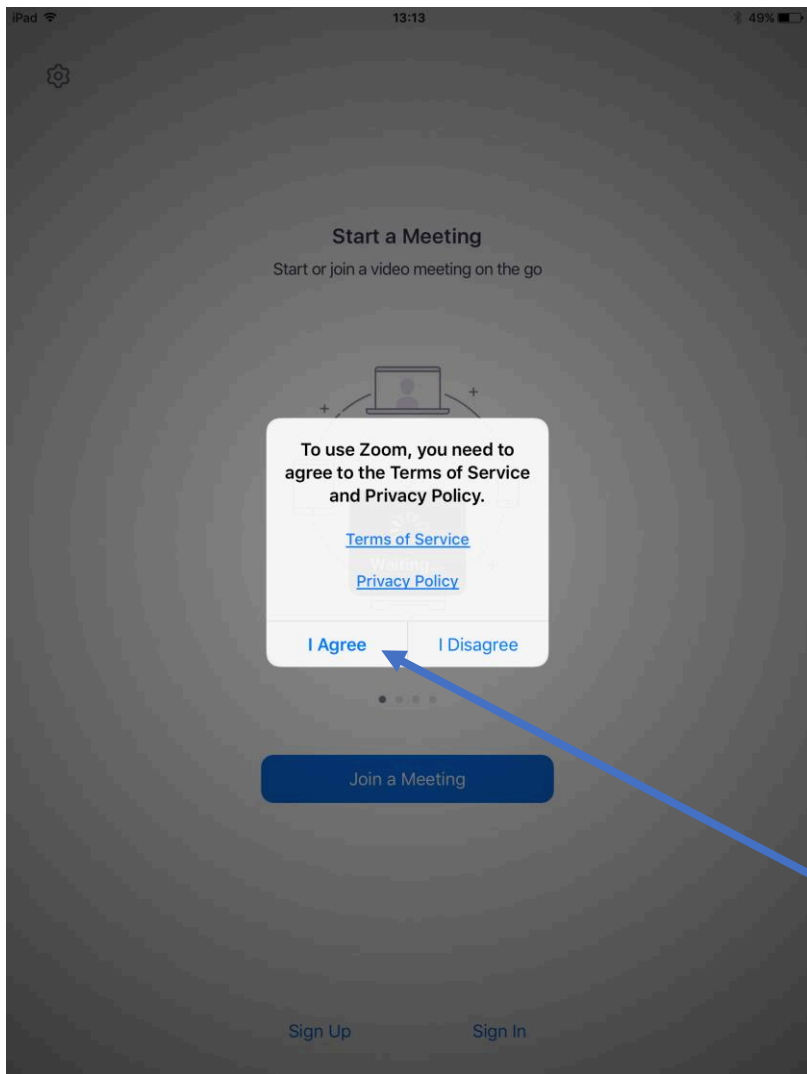 iPad 13:13 49%
Start a Meeting
Start or join a video meeting on the go
To use Zoom, you need to
agree to the Terms of Service
and Privacy Policy.
Terms of Service
Waiting...
Privacy Policy
I Agree I Disagree
Join a Meeting
Sign Up Sign In